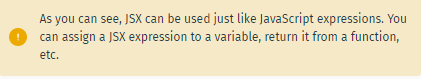 As you can see, JSX can be used just like JavaScript expressions. You
can assign a JSX expression to a variable, return it from a function,
etc.